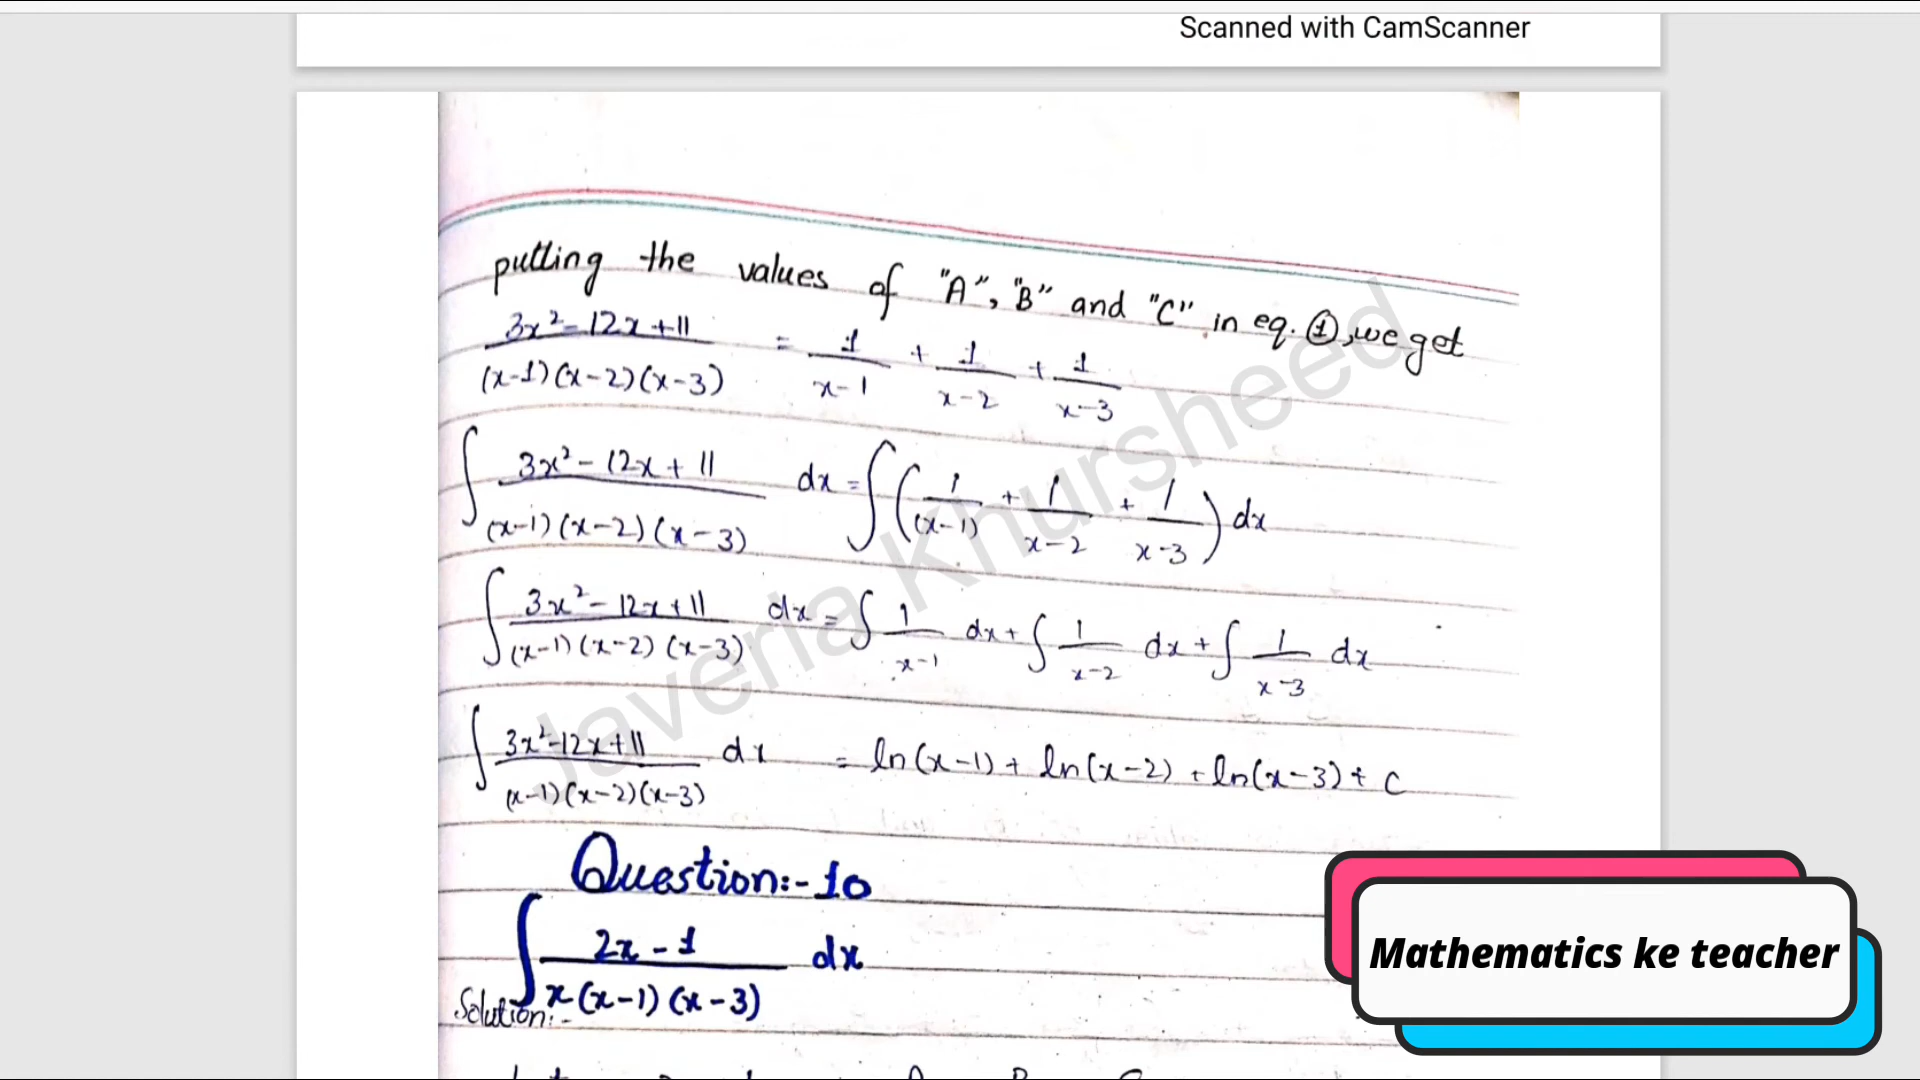 Scanned with CamScanner
putting the values of "A", "B" and "C" in eq. ①, we get
3x²-12x+11 / (x-1)(x-2)(x-3) = 1/x-1 + 1/x-2 + 1/x-3
∫ 3x²-12x+11 / (x-1)(x-2)(x-3) dx = ∫ ( 1/(x-1) + 1/x-2 + 1/x-3 ) dx
∫ 3x²-12x+11 / (x-1)(x-2)(x-3) dx = ∫ 1/x-1 dx + ∫ 1/x-2 dx + ∫ 1/x-3 dx
∫ 3x²-12x+11 / (x-1)(x-2)(x-3) dx = ln(x-1) + ln(x-2) + ln(x-3) + C
Question:-10
∫ 2x-1 / x(x-1)(x-3) dx
Solution:-
Javeria Khursheed
Mathematics ke teacher